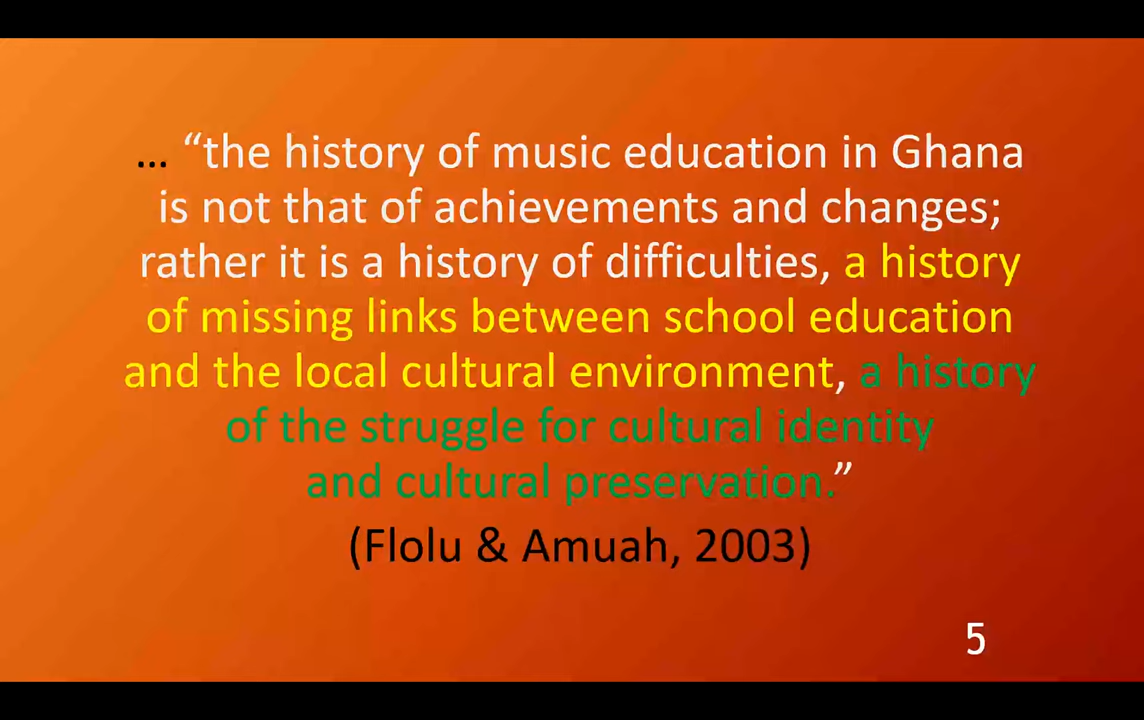 ... “the history of music education in Ghana
is not that of achievements and changes;
rather it is a history of difficulties, a history
of missing links between school education
and the local cultural environment, a history
of the struggle for cultural identity
and cultural preservation.”
(Flolu & Amuah, 2003)
5